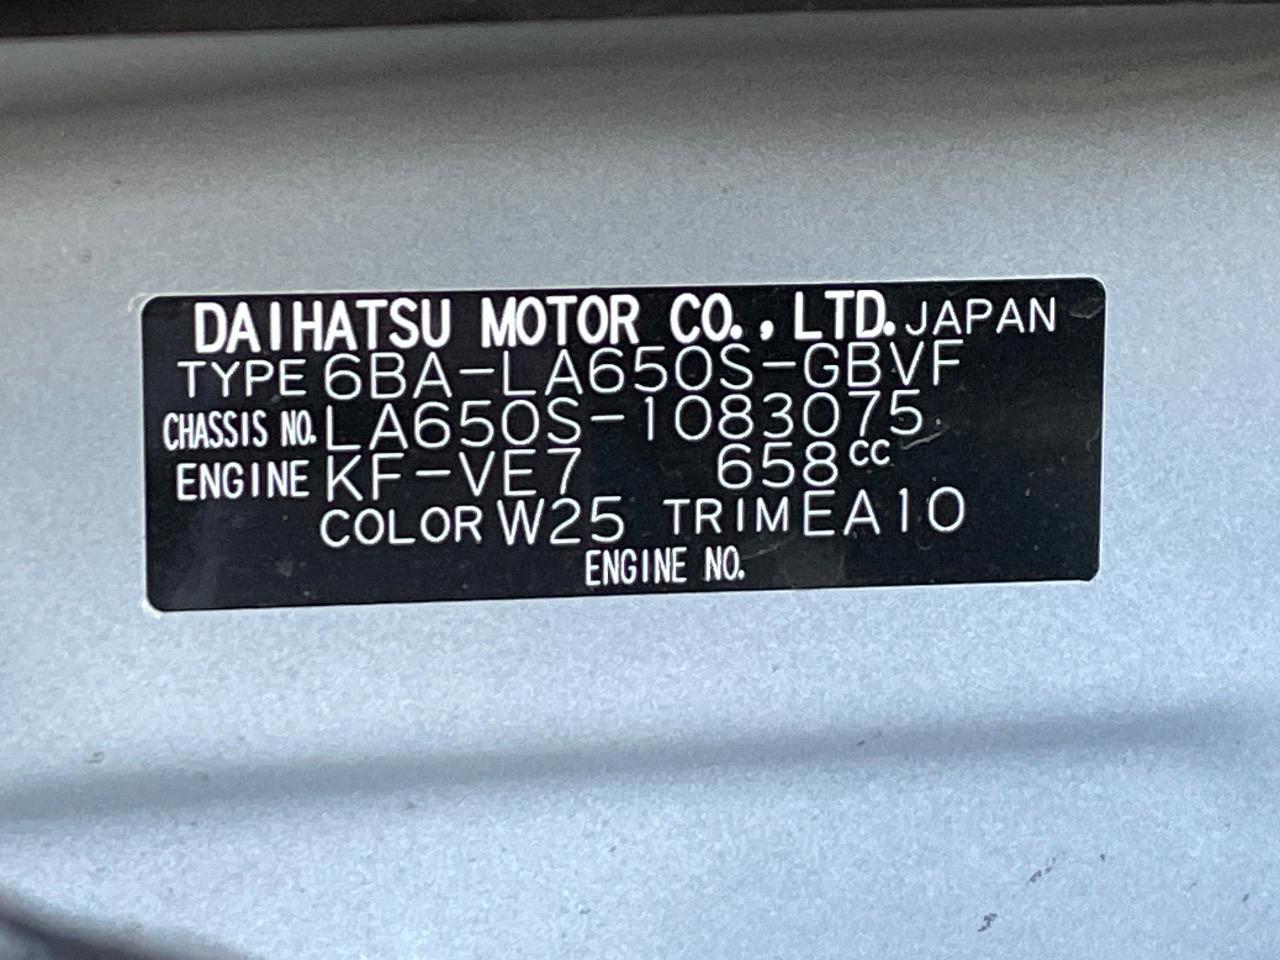 DAIHATSU MOTOR CO., LTD. JAPAN
TYPE 6BA-LA650S-GBVF
CHASSIS NO. LA650S-1083075
ENGINE KF-VE7 658cc
COLOR W25 TRIM EA10
ENGINE NO.